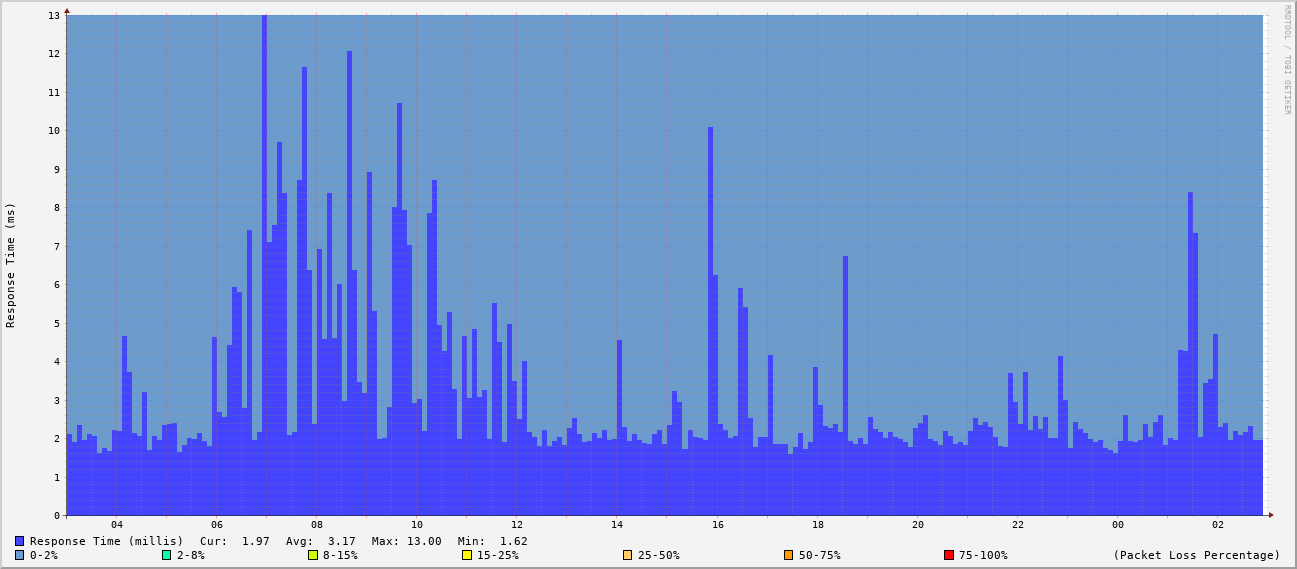 RRDTOOL / TOBI OETIKER
Response Time (ms)
13
12
11
10
9
8
7
6
5
4
3
2
1
0
04 06 08 10 12 14 16 18 20 22 00 02
Response Time (millis) Cur: 1.97 Avg: 3.17 Max: 13.00 Min: 1.62
0-2% 2-8% 8-15% 15-25% 25-50% 50-75% 75-100% (Packet Loss Percentage)